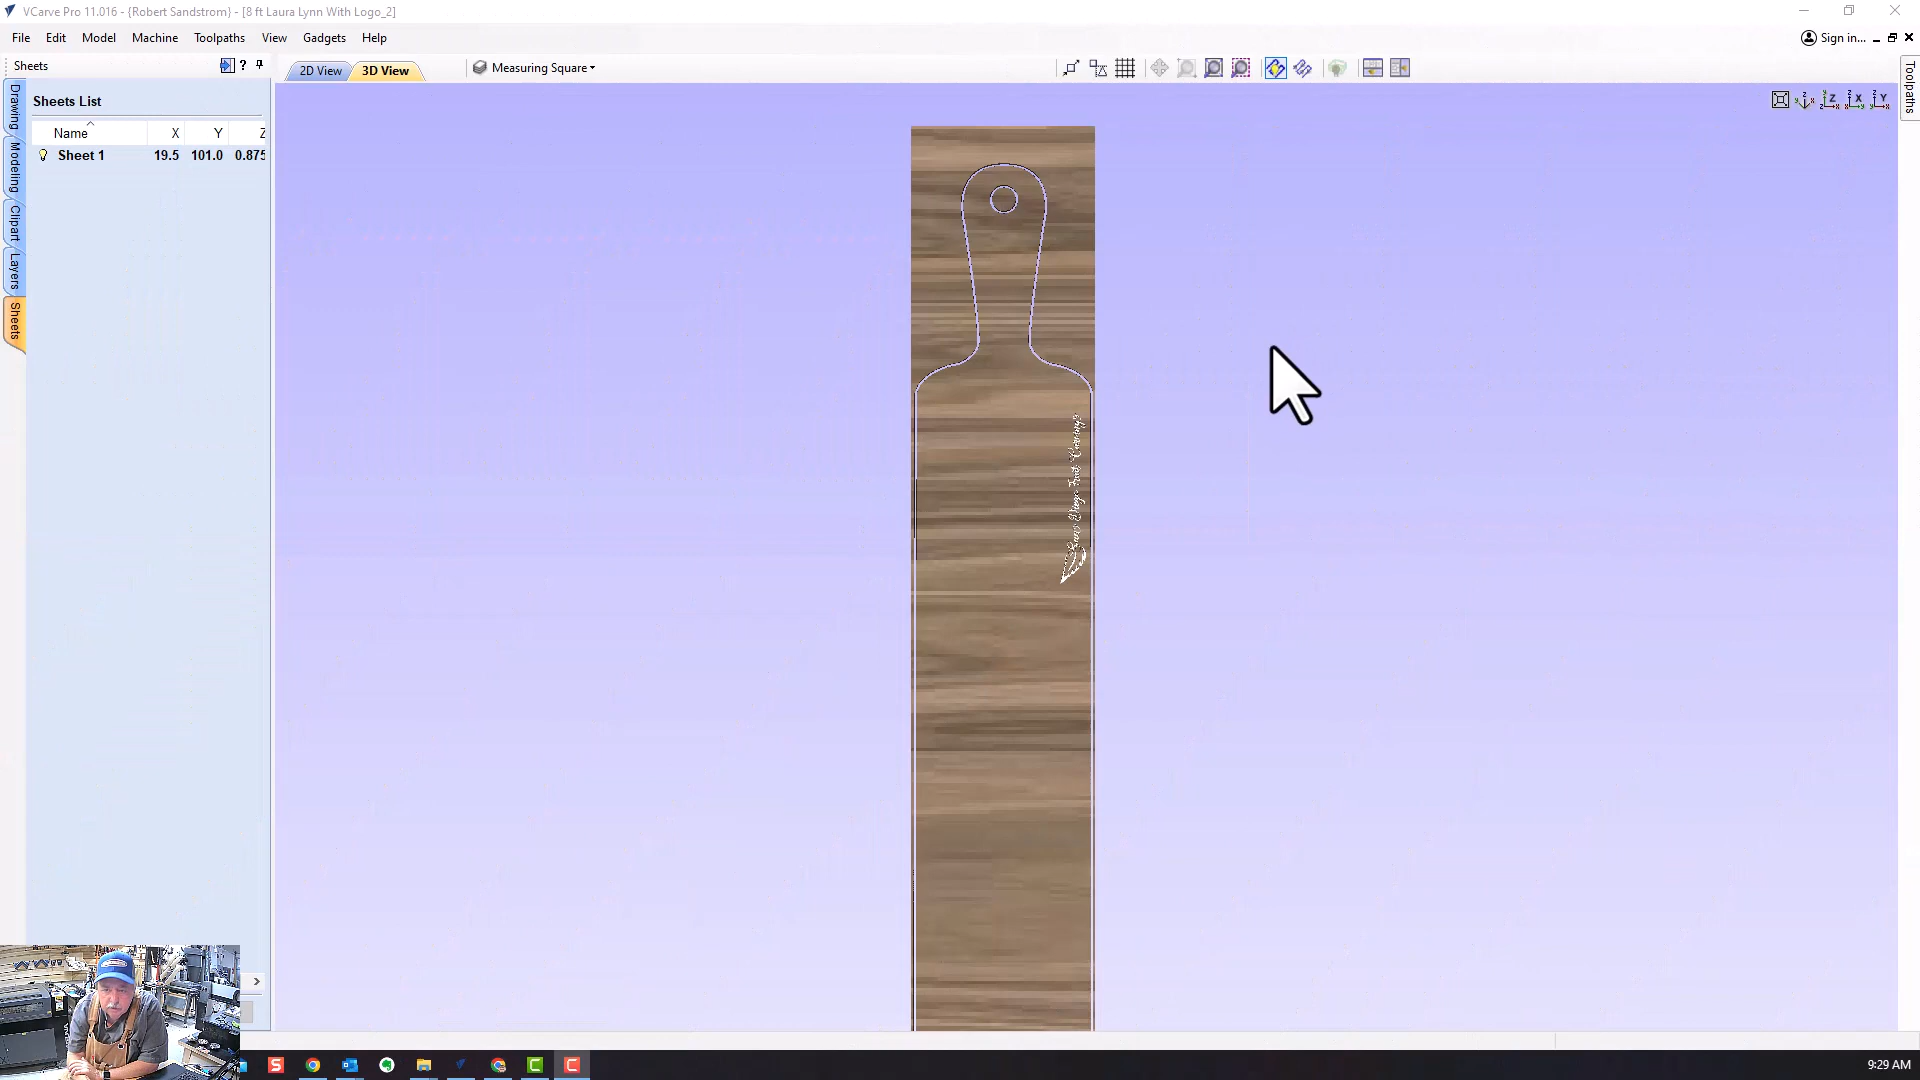 VCarve Pro 11.016 - {Robert Sandstrom} - [8 ft Laura Lynn With Logo_2]
File Edit Model Machine Toolpaths View Gadgets Help
Sign in...
Sheets
2D View 3D View
Measuring Square
Sheets List
Name X Y Z
Sheet 1 19.5 101.0 0.875
Drawing
Modeling
Clipart
Layers
Sheets
Toolpaths
9:29 AM